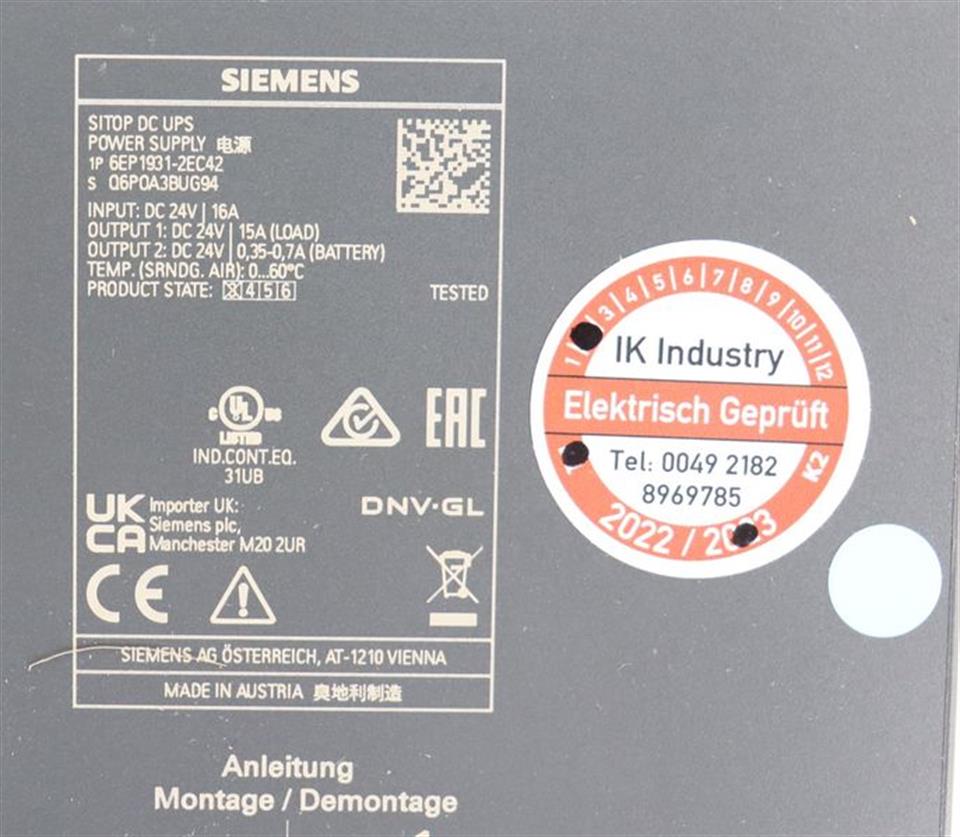 SIEMENS
SITOP DC UPS
POWER SUPPLY 电源
1P 6EP1931-2EC42
S Q6P0A3BUG94
INPUT: DC 24V | 16A
OUTPUT 1: DC 24V | 15A (LOAD)
OUTPUT 2: DC 24V | 0,35-0,7A (BATTERY)
TEMP. (SRNDG. AIR): 0...60°C
PRODUCT STATE: X 4 5 6
TESTED
c UL us
LISTED
IND.CONT.EQ.
31UB
EAC
UK
CA
Importer UK:
Siemens plc,
Manchester M20 2UR
DNV·GL
CE
SIEMENS AG ÖSTERREICH, AT-1210 VIENNA
MADE IN AUSTRIA 奥地利制造
Anleitung
Montage / Demontage
1 3 4 5 6 7 8 9 10 11 12
IK Industry
Elektrisch Geprüft
Tel: 0049 2182
8969785
K2
2022 / 2023